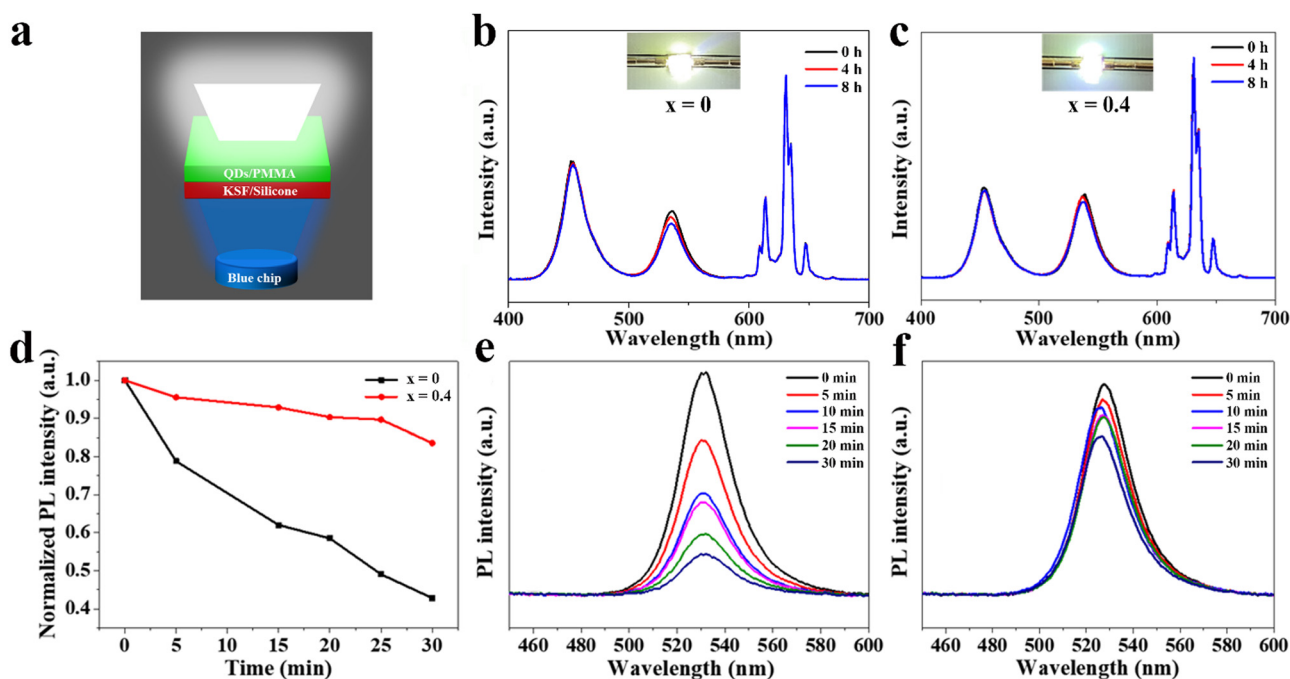 a
QDs/PMMA
KSF/Silicone
Blue chip
b
Intensity (a.u.)
x = 0
0 h
4 h
8 h
400
500
600
700
Wavelength (nm)
c
Intensity (a.u.)
x = 0.4
0 h
4 h
8 h
400
500
600
700
Wavelength (nm)
d
Normalized PL intensity (a.u.)
1.0
0.9
0.8
0.7
0.6
0.5
0.4
x = 0
x = 0.4
0
5
10
15
20
25
30
Time (min)
e
PL intensity (a.u.)
0 min
5 min
10 min
15 min
20 min
30 min
460
480
500
520
540
560
580
600
Wavelength (nm)
f
PL intensity (a.u.)
0 min
5 min
10 min
15 min
20 min
30 min
460
480
500
520
540
560
580
600
Wavelength (nm)